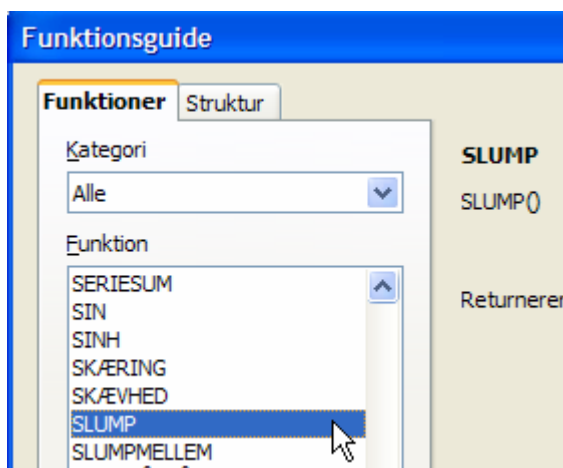 Funktionsguide
Funktioner Struktur
Kategori
Alle
Funktion
SERIESUM
SIN
SINH
SKÆRING
SKÆVHED
SLUMP
SLUMPMELLEM
SLUMP
SLUMP()
Returnerer